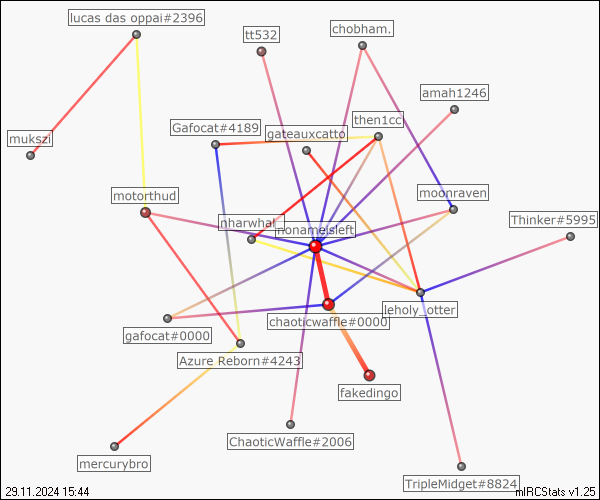 lucas das oppai#2396
tt532
chobham.
amah1246
then1cc
Gafocat#4189
gateauxcatto
mukszi
motorthud
moonraven
Thinker#5995
nharwhal_
nonameisleft
leholy_otter
chaoticwaffle#0000
gafocat#0000
Azure Reborn#4243
fakedingo
ChaoticWaffle#2006
mercurybro
TripleMidget#8824
29.11.2024 15:44
mIRCStats v1.25